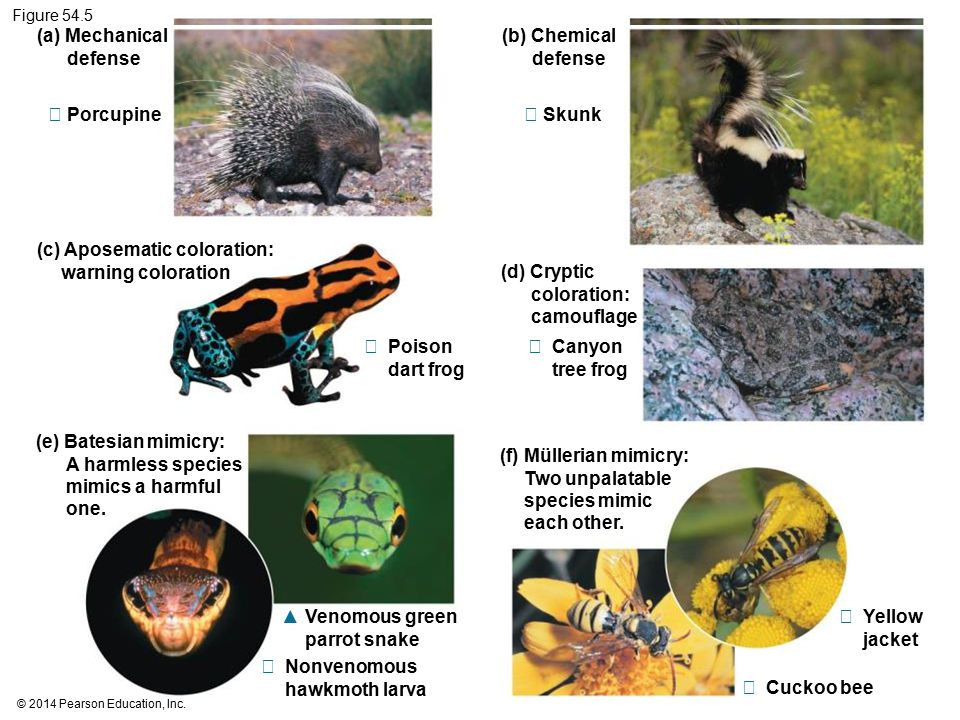 Figure 54.5
(a) Mechanical
defense
Porcupine
(b) Chemical
defense
Skunk
(c) Aposematic coloration:
warning coloration
Poison
dart frog
(d) Cryptic
coloration:
camouflage
Canyon
tree frog
(e) Batesian mimicry:
A harmless species
mimics a harmful
one.
▲ Venomous green
parrot snake
Nonvenomous
hawkmoth larva
(f) Müllerian mimicry:
Two unpalatable
species mimic
each other.
Yellow
jacket
Cuckoo bee
© 2014 Pearson Education, Inc.